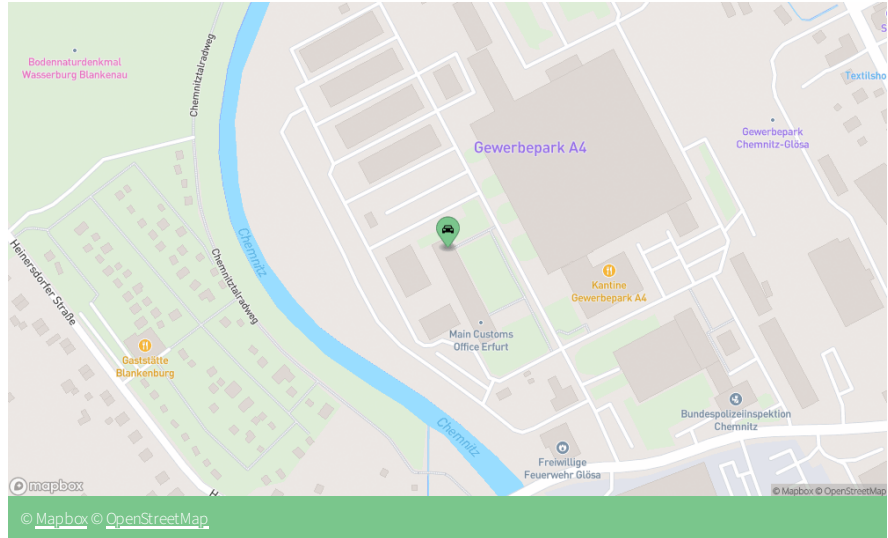 Bodennaturdenkmal
Wasserburg Blankenau
Chemnitztalradweg
Gewerbepark A4
Textilsho
Gewerbepark
Chemnitz-Glösa
Chemnitz
Chemnitztalradweg
Heinersdorfer Straße
Kantine
Gewerbepark A4
Main Customs
Office Erfurt
Gaststätte
Blankenburg
Bundespolizeiinspektion
Chemnitz
Chemnitz
Freiwillige
Feuerwehr Glösa
mapbox
© Mapbox © OpenStreetMap
© Mapbox © OpenStreetMap